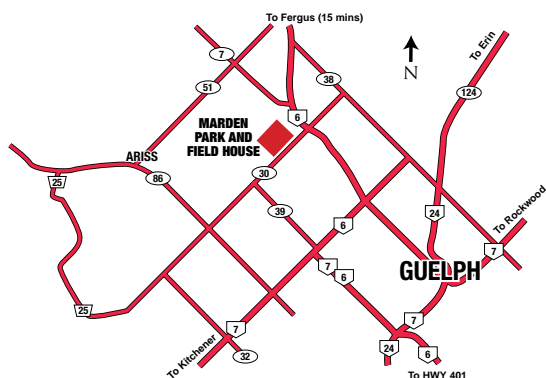 To Fergus (15 mins)
7
N
To Erin
51
38
124
6
MARDEN
PARK AND
FIELD HOUSE
ARISS
86
25
30
39
24
6
7
To Rockwood
7
6
GUELPH
25
7
7
24
6
32
To Kitchener
To HWY 401